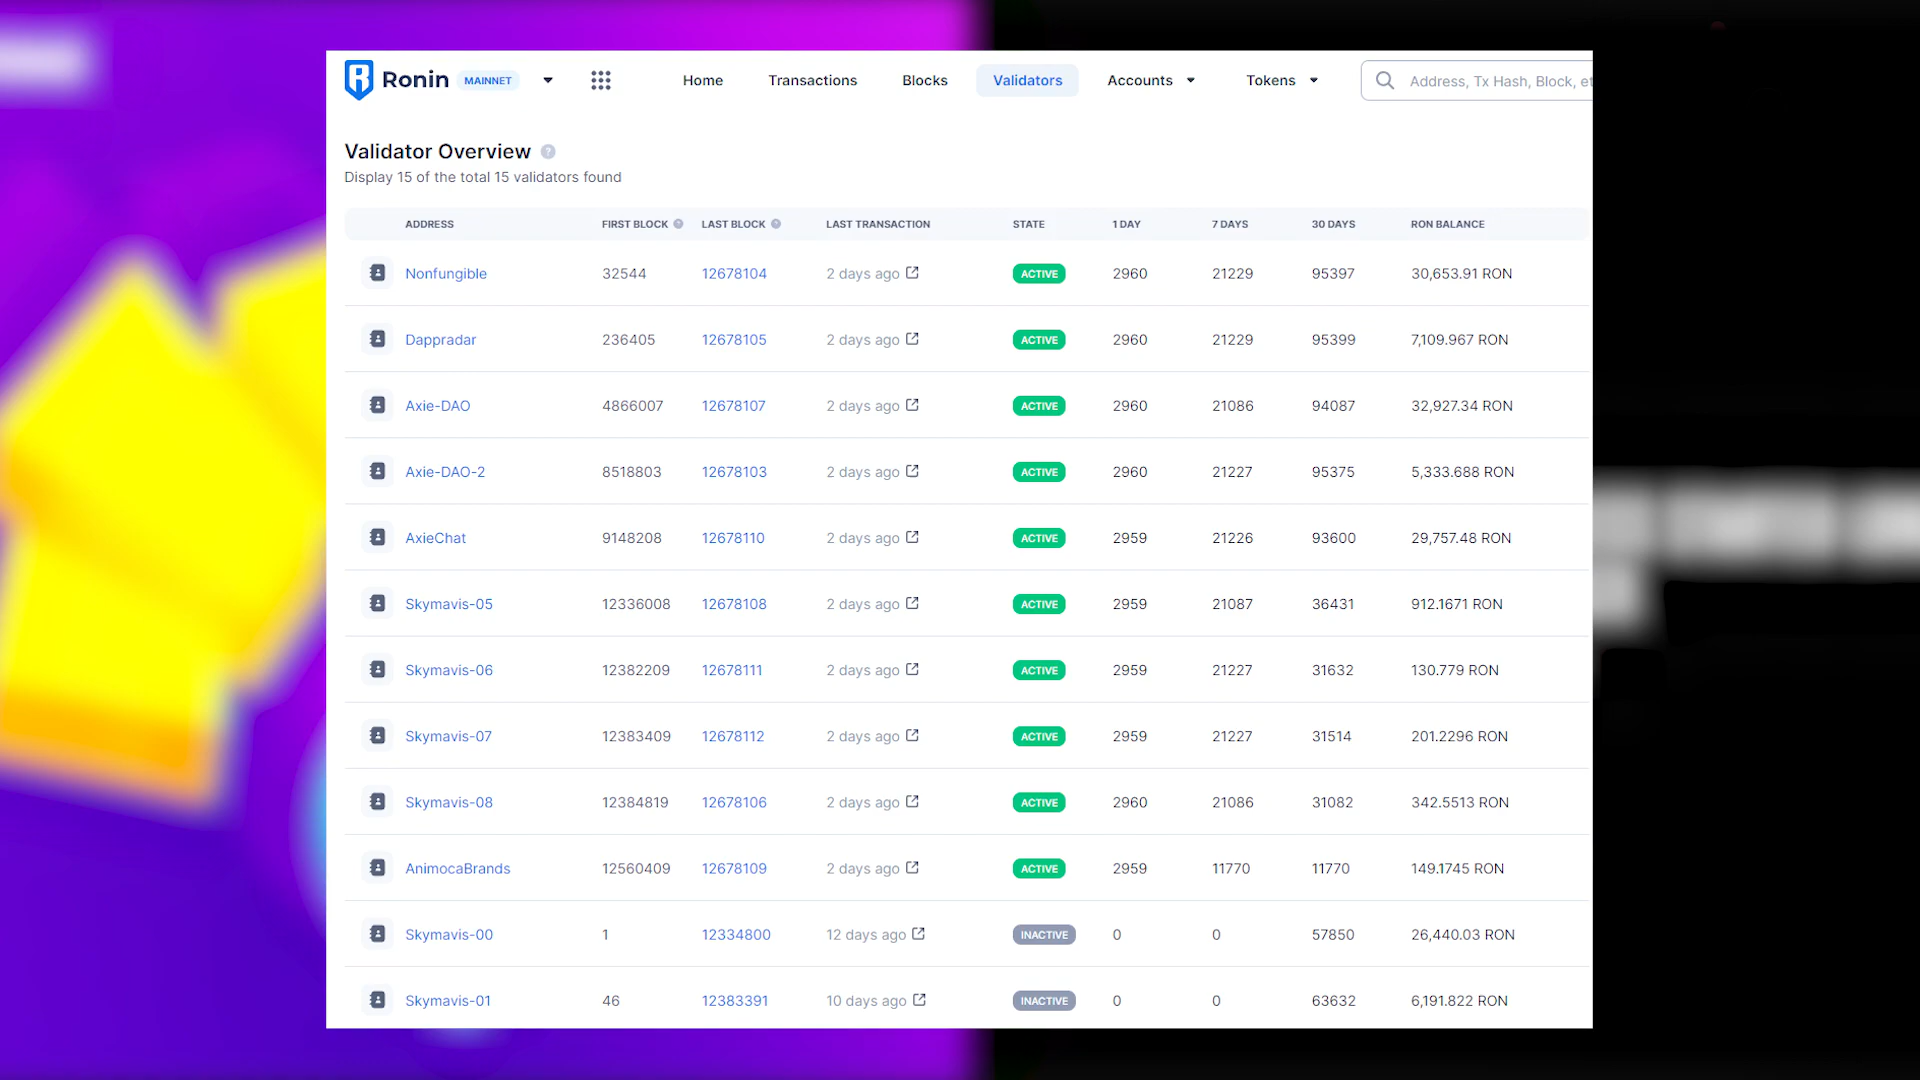 Ronin MAINNET Home Transactions Blocks Validators Accounts Tokens Address, Tx Hash, Block, et
Validator Overview
Display 15 of the total 15 validators found
ADDRESS FIRST BLOCK LAST BLOCK LAST TRANSACTION STATE 1 DAY 7 DAYS 30 DAYS RON BALANCE
Nonfungible 32544 12678104 2 days ago ACTIVE 2960 21229 95397 30,653.91 RON
Dappradar 236405 12678105 2 days ago ACTIVE 2960 21229 95399 7,109.967 RON
Axie-DAO 4866007 12678107 2 days ago ACTIVE 2960 21086 94087 32,927.34 RON
Axie-DAO-2 8518803 12678103 2 days ago ACTIVE 2960 21227 95375 5,333.688 RON
AxieChat 9148208 12678110 2 days ago ACTIVE 2959 21226 93600 29,757.48 RON
Skymavis-05 12336008 12678108 2 days ago ACTIVE 2959 21087 36431 912.1671 RON
Skymavis-06 12382209 12678111 2 days ago ACTIVE 2959 21227 31632 130.779 RON
Skymavis-07 12383409 12678112 2 days ago ACTIVE 2959 21227 31514 201.2296 RON
Skymavis-08 12384819 12678106 2 days ago ACTIVE 2960 21086 31082 342.5513 RON
AnimocaBrands 12560409 12678109 2 days ago ACTIVE 2959 11770 11770 149.1745 RON
Skymavis-00 1 12334800 12 days ago INACTIVE 0 0 57850 26,440.03 RON
Skymavis-01 46 12383391 10 days ago INACTIVE 0 0 63632 6,191.822 RON